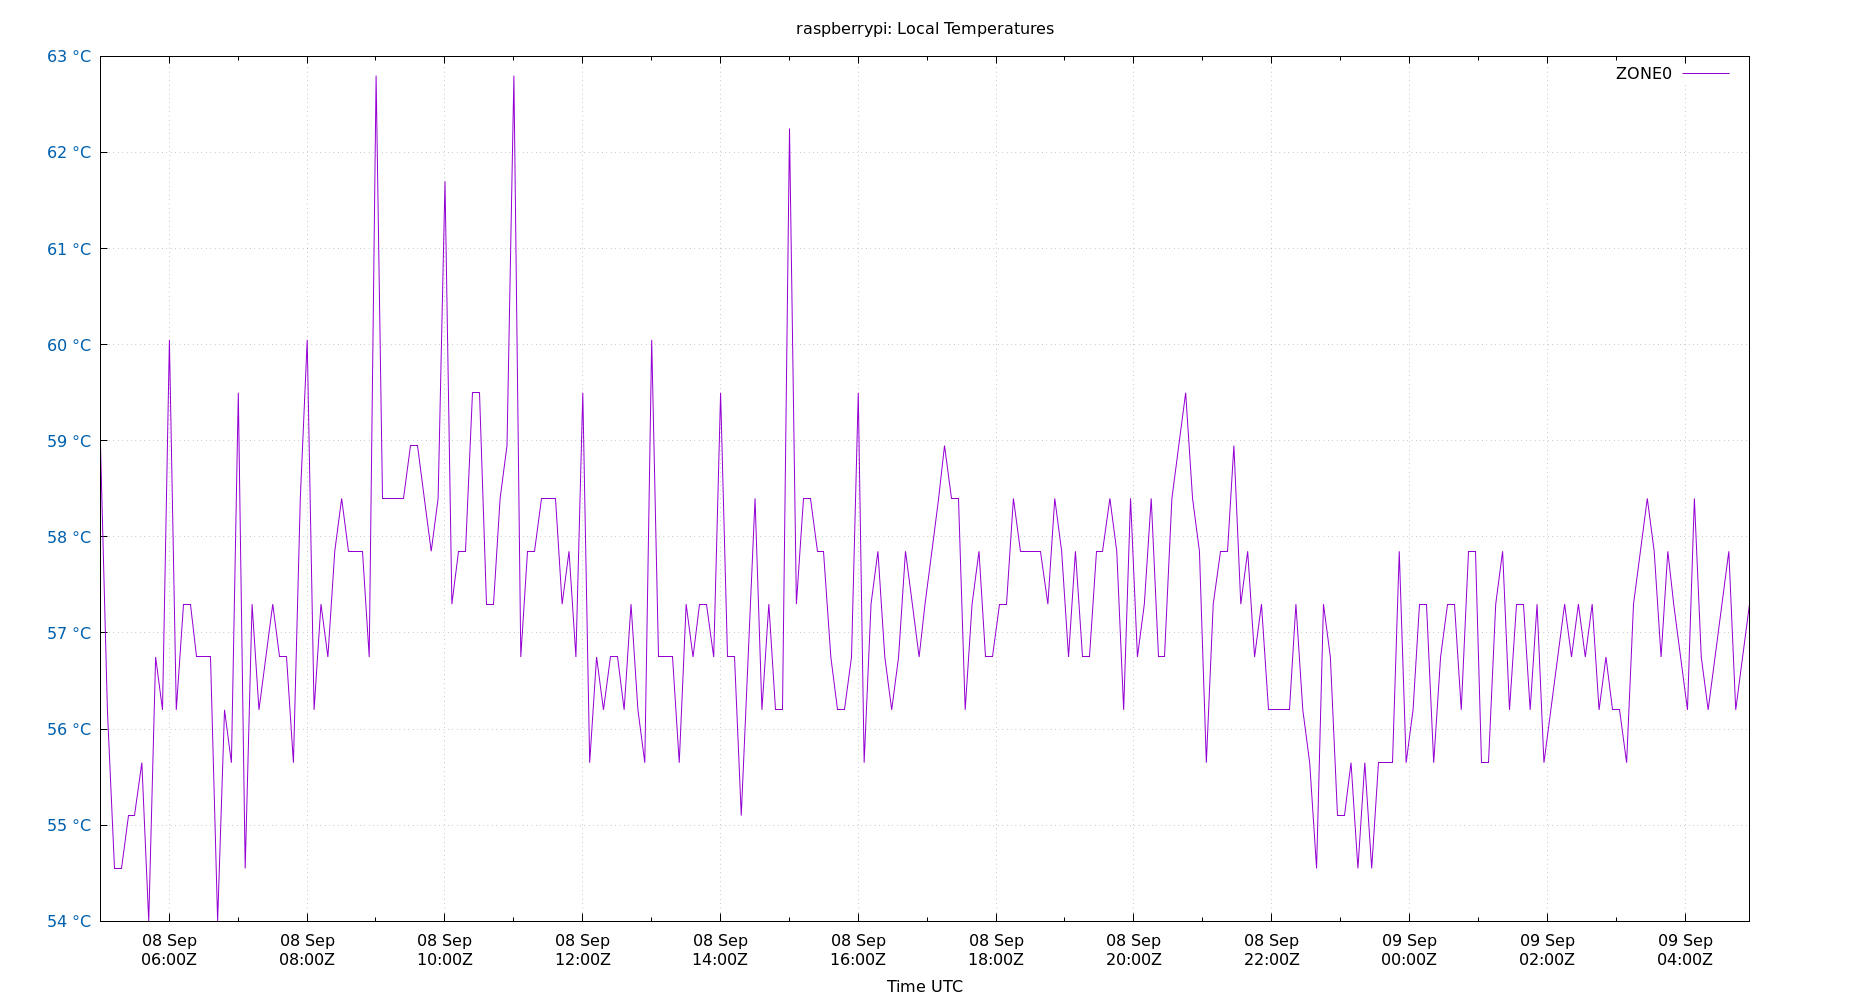 raspberrypi: Local Temperatures
63 °C
ZONE0
62 °C
61 °C
60 °C
59 °C
58 °C
57 °C
56 °C
55 °C
54 °C
08 Sep 08 Sep 08 Sep 08 Sep 08 Sep 08 Sep 08 Sep 08 Sep 08 Sep 09 Sep 09 Sep 09 Sep
06:00Z 08:00Z 10:00Z 12:00Z 14:00Z 16:00Z 18:00Z 20:00Z 22:00Z 00:00Z 02:00Z 04:00Z
Time UTC